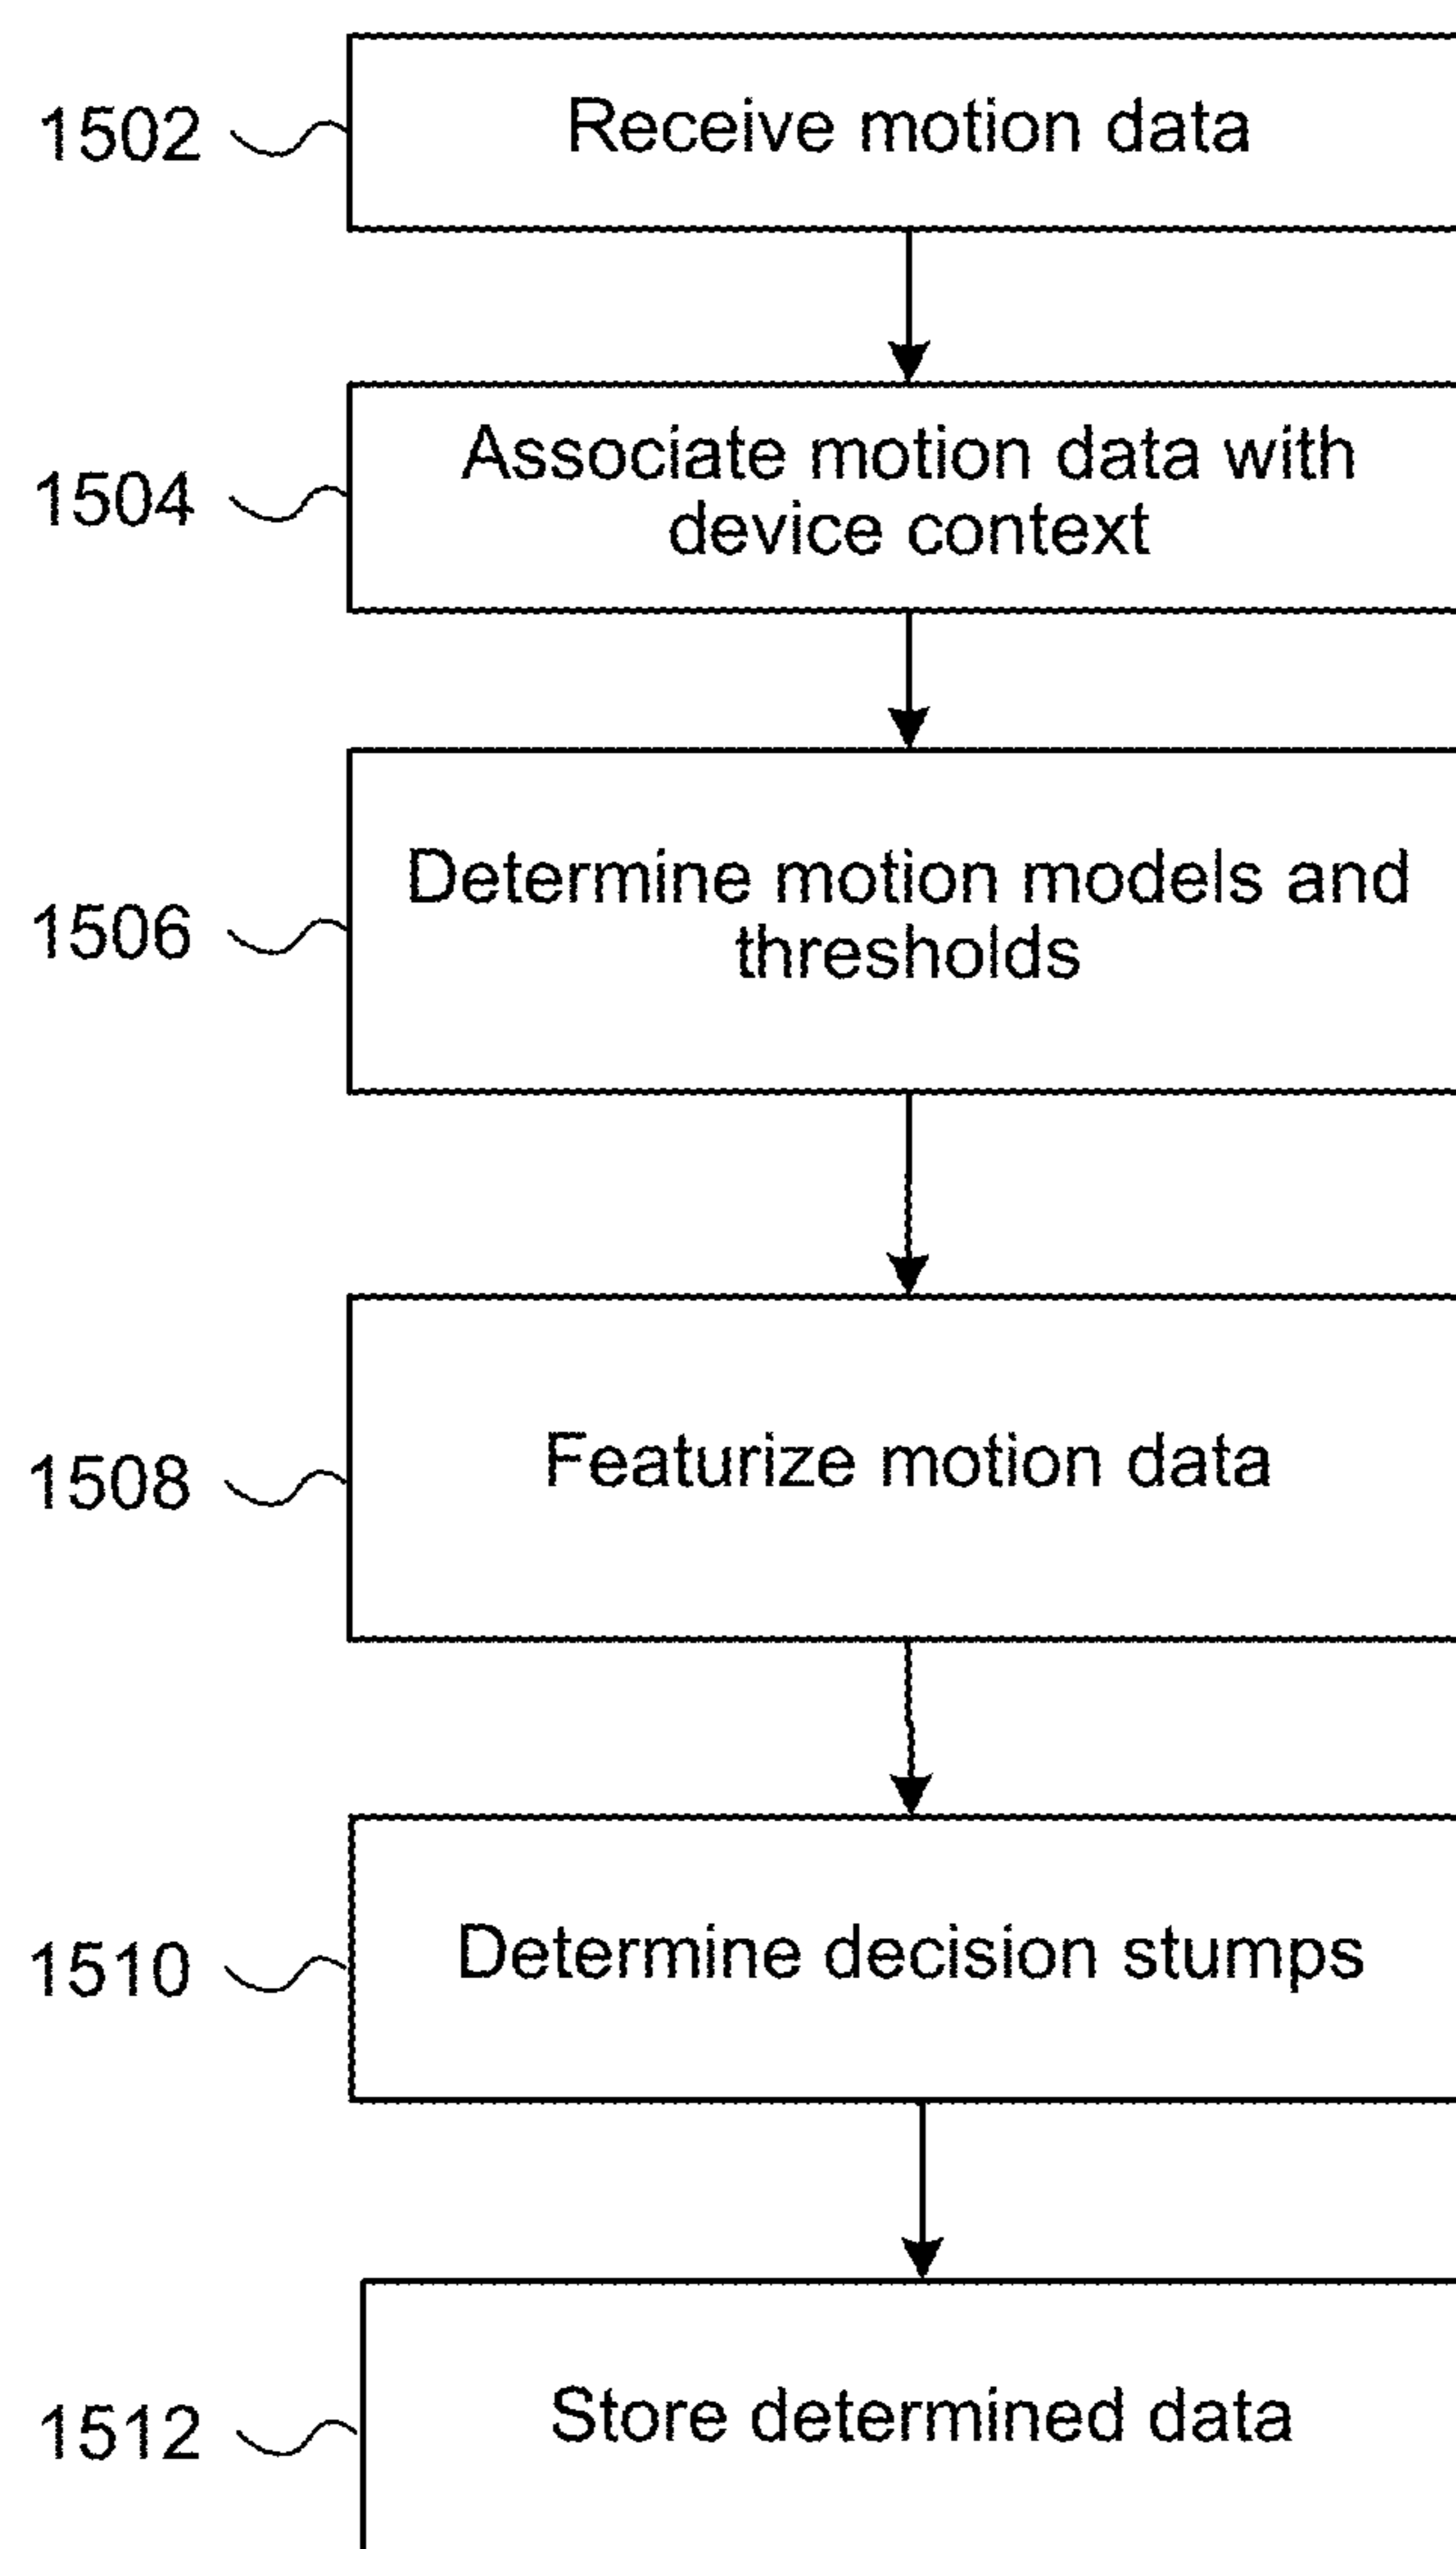 1502
Receive motion data
1504
Associate motion data with
device context
1506
Determine motion models and
thresholds
1508
Featurize motion data
1510
Determine decision stumps
1512
Store determined data